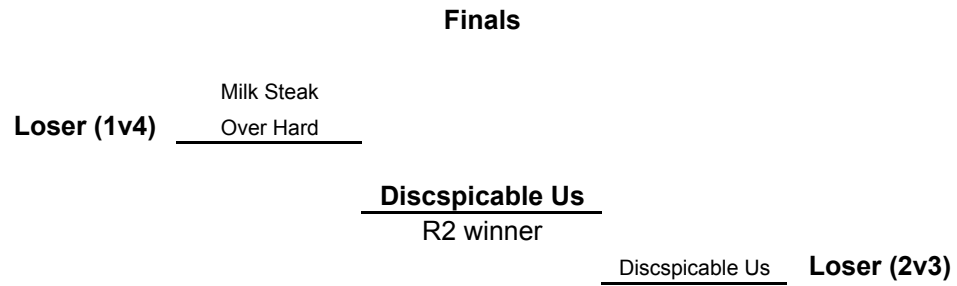 Finals
Milk Steak
Loser (1v4) Over Hard
Discspicable Us
R2 winner
Discspicable Us Loser (2v3)